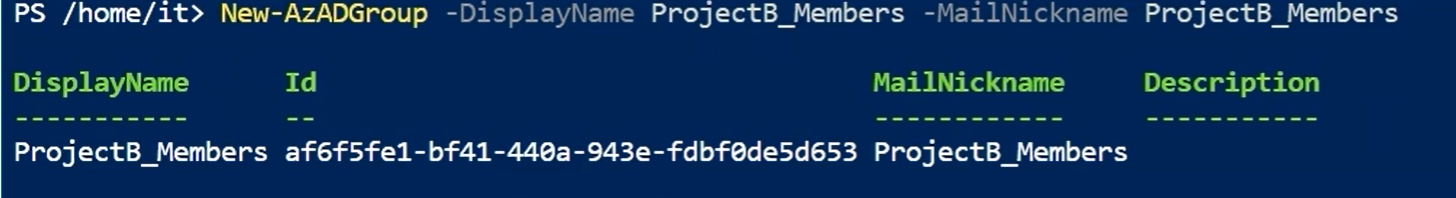 PS /home/it> New-AzADGroup -DisplayName ProjectB_Members -MailNickname ProjectB_Members
DisplayName Id MailNickname Description
----------- -- ------------ -----------
ProjectB_Members af6f5fe1-bf41-440a-943e-fdbf0de5d653 ProjectB_Members